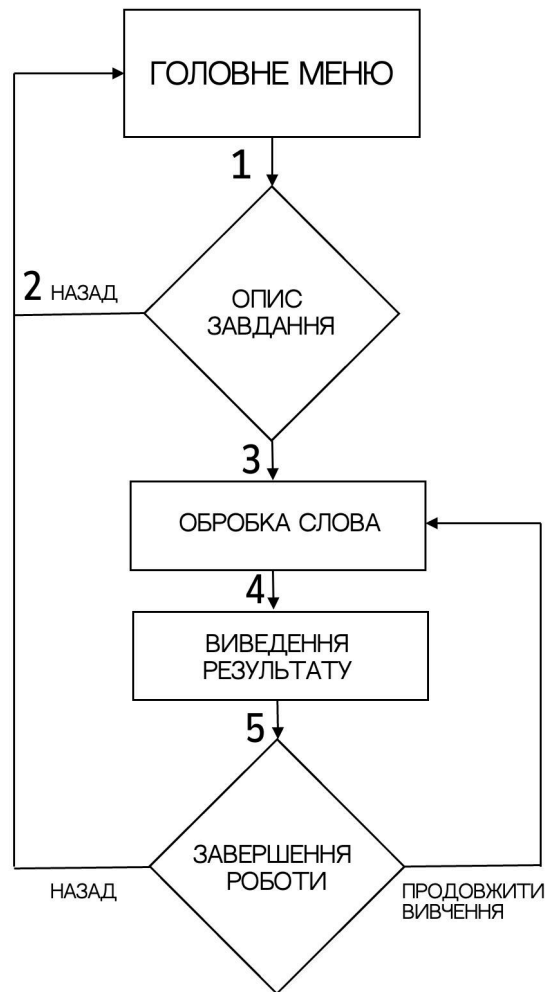 ГОЛОВНЕ МЕНЮ
1
2 НАЗАД
ОПИС
ЗАВДАННЯ
3
ОБРОБКА СЛОВА
4
ВИВЕДЕННЯ
РЕЗУЛЬТАТУ
5
ЗАВЕРШЕННЯ
РОБОТИ
НАЗАД
ПРОДОВЖИТИ
ВИВЧЕННЯ